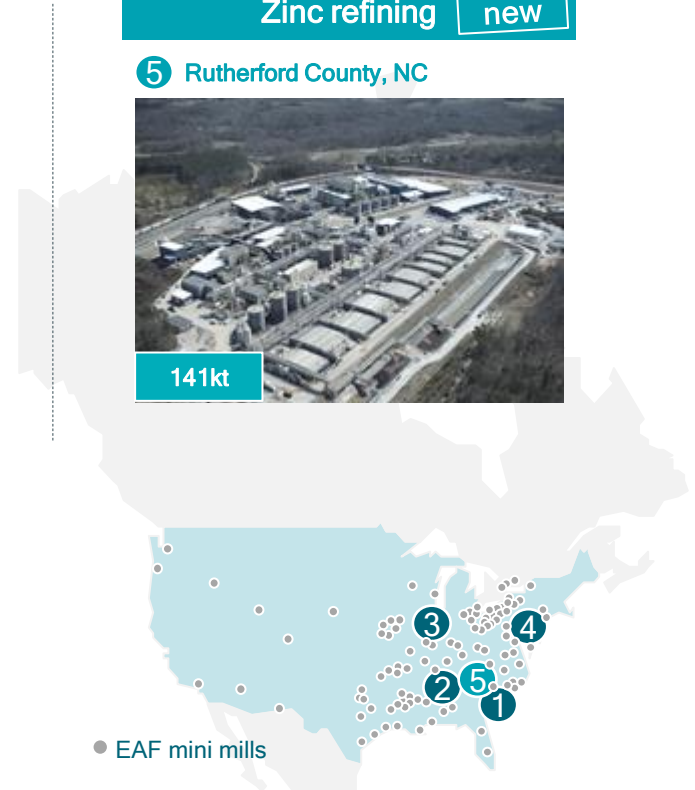 Zinc refining
new
5 Rutherford County, NC
141kt
3
4
5
2
1
EAF mini mills